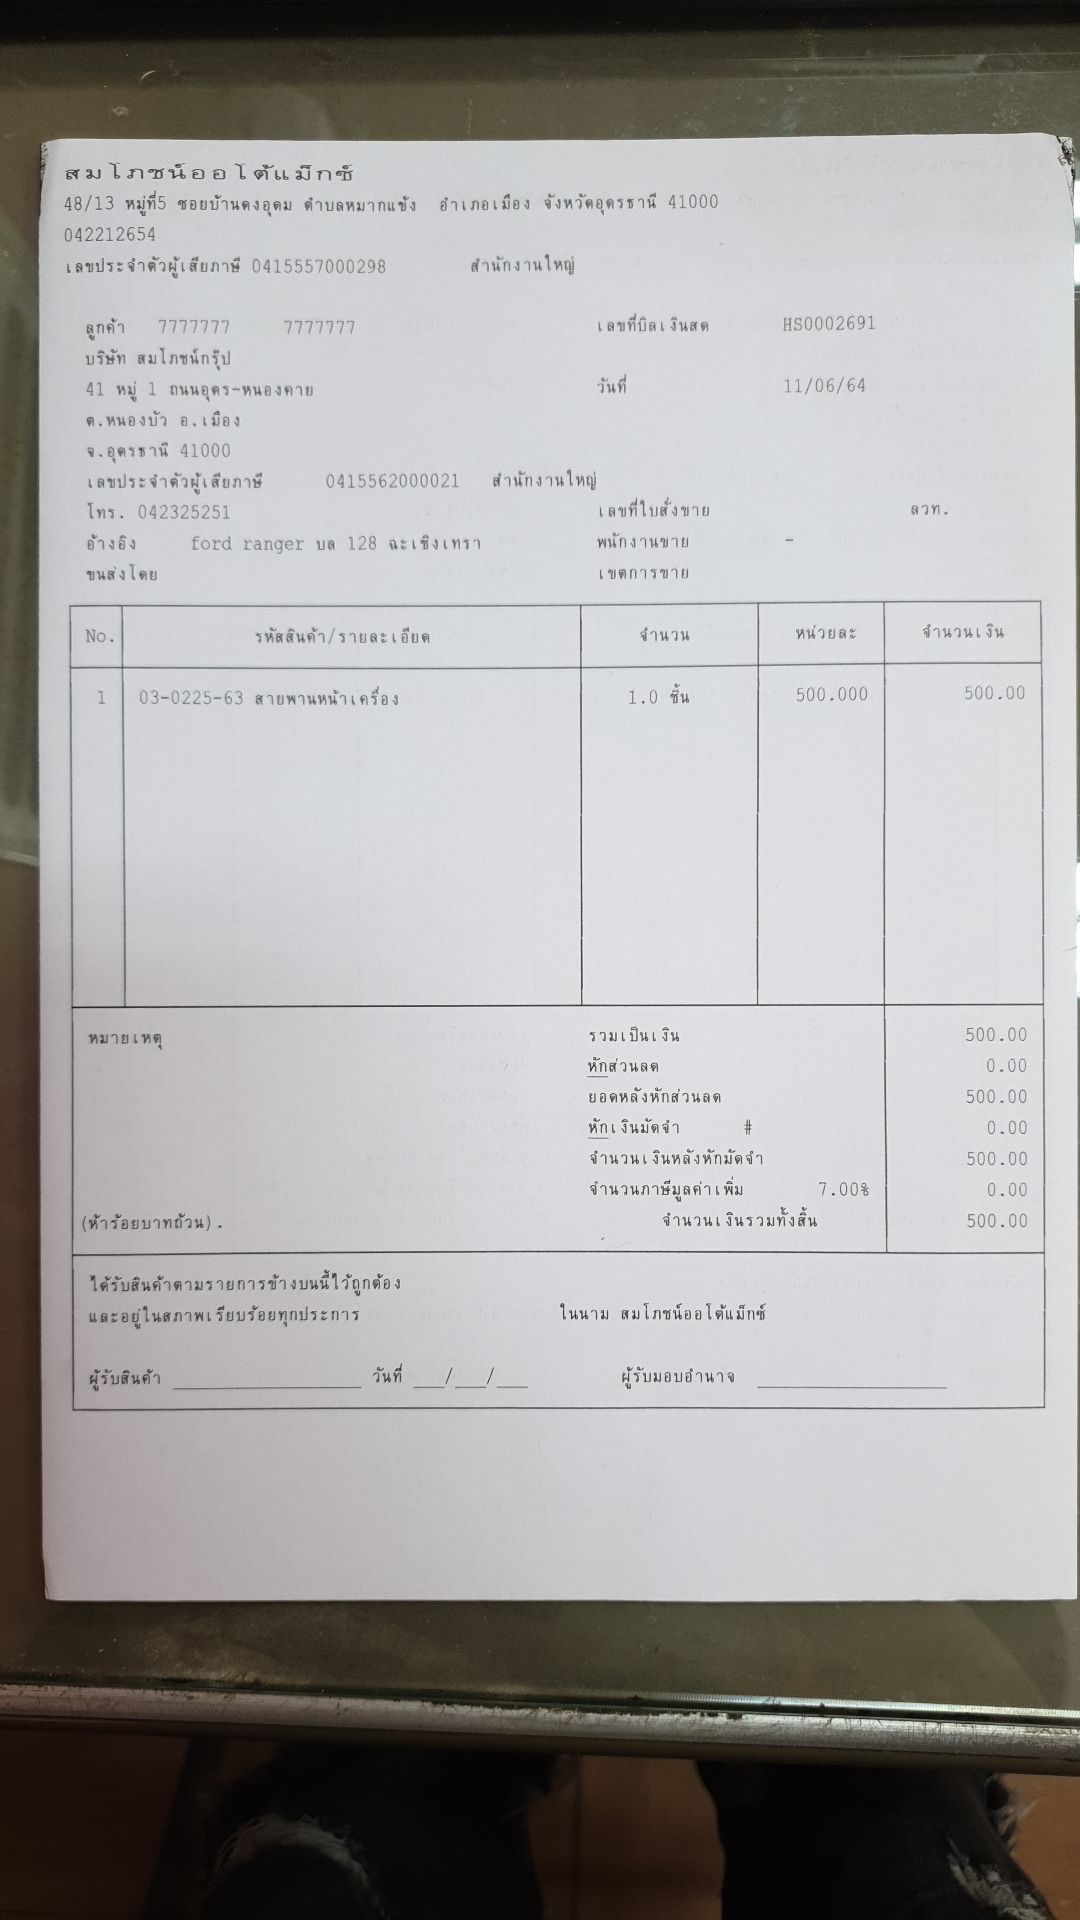 สมโภชน์ออโต้แม็กซ์
48/13 หมู่ที่5 ซอยบ้านดงอุดม ตำบลหมากแข้ง อำเภอเมือง จังหวัดอุดรธานี 41000
042212654
เลขประจำตัวผู้เสียภาษี 0415557000298 สำนักงานใหญ่
ลูกค้า 7777777 7777777 เลขที่บิลเงินสด HS0002691
บริษัท สมโภชน์กรุ๊ป
41 หมู่ 1 ถนนอุดร-หนองคาย วันที่ 11/06/64
ต.หนองบัว อ.เมือง
จ.อุดรธานี 41000
เลขประจำตัวผู้เสียภาษี 0415562000021 สำนักงานใหญ่
โทร. 042325251 เลขที่ใบสั่งขาย ลวท.
อ้างอิง ford ranger บล 128 ฉะเชิงเทรา พนักงานขาย -
ขนส่งโดย เขตการขาย
No. รหัสสินค้า/รายละเอียด จำนวน หน่วยละ จำนวนเงิน
1 03-0225-63 สายพานหน้าเครื่อง 1.0 ชิ้น 500.000 500.00
หมายเหตุ รวมเป็นเงิน 500.00
หักส่วนลด 0.00
ยอดหลังหักส่วนลด 500.00
หักเงินมัดจำ # 0.00
จำนวนเงินหลังหักมัดจำ 500.00
จำนวนภาษีมูลค่าเพิ่ม 7.00% 0.00
(ห้าร้อยบาทถ้วน). จำนวนเงินรวมทั้งสิ้น 500.00
ได้รับสินค้าตามรายการข้างบนนี้ไว้ถูกต้อง
และอยู่ในสภาพเรียบร้อยทุกประการ ในนาม สมโภชน์ออโต้แม็กซ์
ผู้รับสินค้า วันที่ __/__/__ ผู้รับมอบอำนาจ